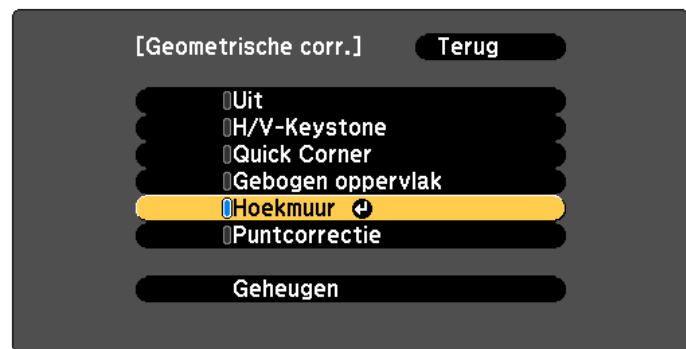 [Geometrische corr.] Terug
Uit
H/V-Keystone
Quick Corner
Gebogen oppervlak
Hoekmuur
Puntcorrectie
Geheugen